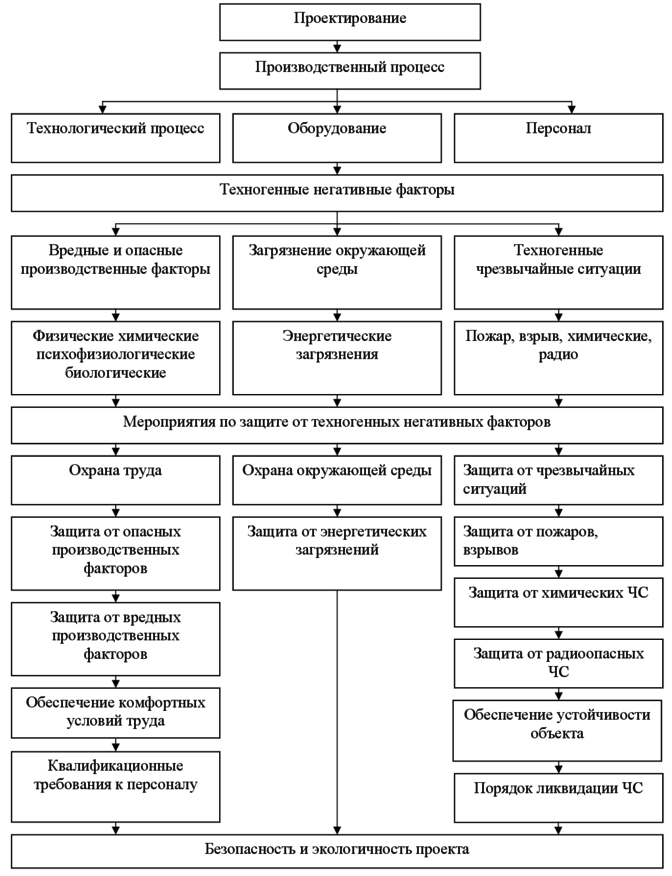 Проектирование
Производственный процесс
Технологический процесс
Оборудование
Персонал
Техногенные негативные факторы
Вредные и опасные
производственные факторы
Загрязнение окружающей
среды
Техногенные
чрезвычайные ситуации
Физические химические
психофизиологические
биологические
Энергетические
загрязнения
Пожар, взрыв, химические,
радио
Мероприятия по защите от техногенных негативных факторов
Охрана труда
Охрана окружающей среды
Защита от чрезвычайных
ситуаций
Защита от опасных
производственных
факторов
Защита от энергетических
загрязнений
Защита от пожаров,
взрывов
Защита от химических ЧС
Защита от вредных
производственных
факторов
Защита от радиоопасных
ЧС
Обеспечение комфортных
условий труда
Обеспечение устойчивости
объекта
Квалификационные
требования к персоналу
Порядок ликвидации ЧС
Безопасность и экологичность проекта